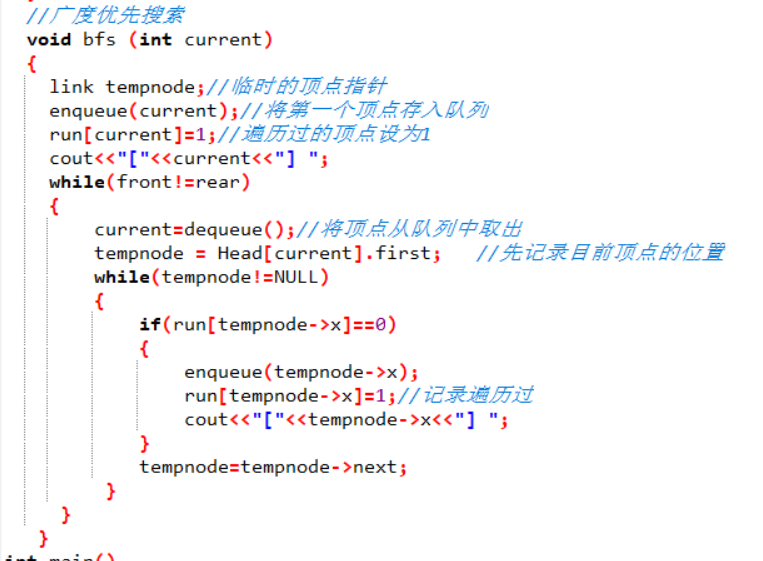 //广度优先搜索
void bfs (int current)
{
link tempnode;//临时的顶点指针
enqueue(current);//将第一个顶点存入队列
run[current]=1;//遍历过的顶点设为1
cout<<"["<<current<<"] ";
while(front!=rear)
{
current=dequeue();//将顶点从队列中取出
tempnode = Head[current].first;   //先记录目前顶点的位置
while(tempnode!=NULL)
{
if(run[tempnode->x]==0)
{
enqueue(tempnode->x);
run[tempnode->x]=1;//记录遍历过
cout<<"["<<tempnode->x<<"] ";
}
tempnode=tempnode->next;
}
}
}
int main()